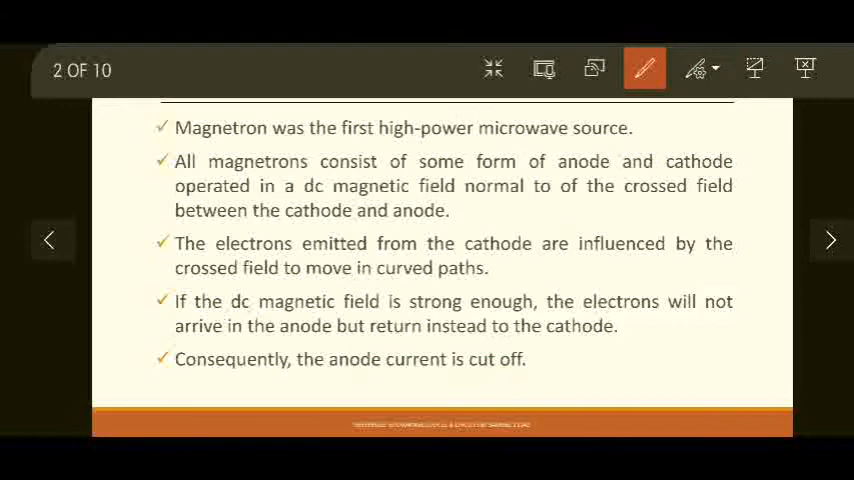 2 OF 10
✓ Magnetron was the first high-power microwave source.
✓ All magnetrons consist of some form of anode and cathode
operated in a dc magnetic field normal to of the crossed field
between the cathode and anode.
✓ The electrons emitted from the cathode are influenced by the
crossed field to move in curved paths.
✓ If the dc magnetic field is strong enough, the electrons will not
arrive in the anode but return instead to the cathode.
✓ Consequently, the anode current is cut off.